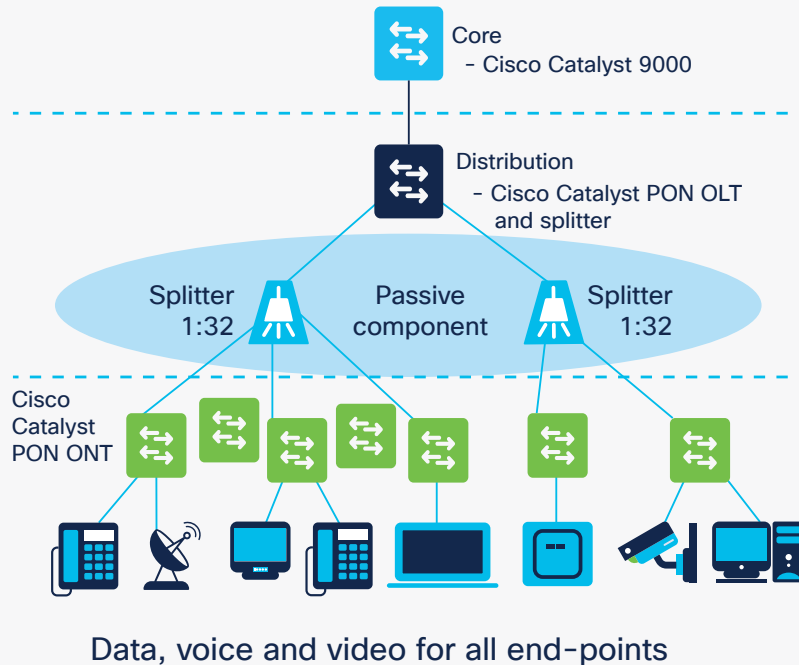 Core
- Cisco Catalyst 9000
Distribution
- Cisco Catalyst PON OLT
and splitter
Splitter
1:32
Passive
component
Splitter
1:32
Cisco
Catalyst
PON ONT
Data, voice and video for all end-points